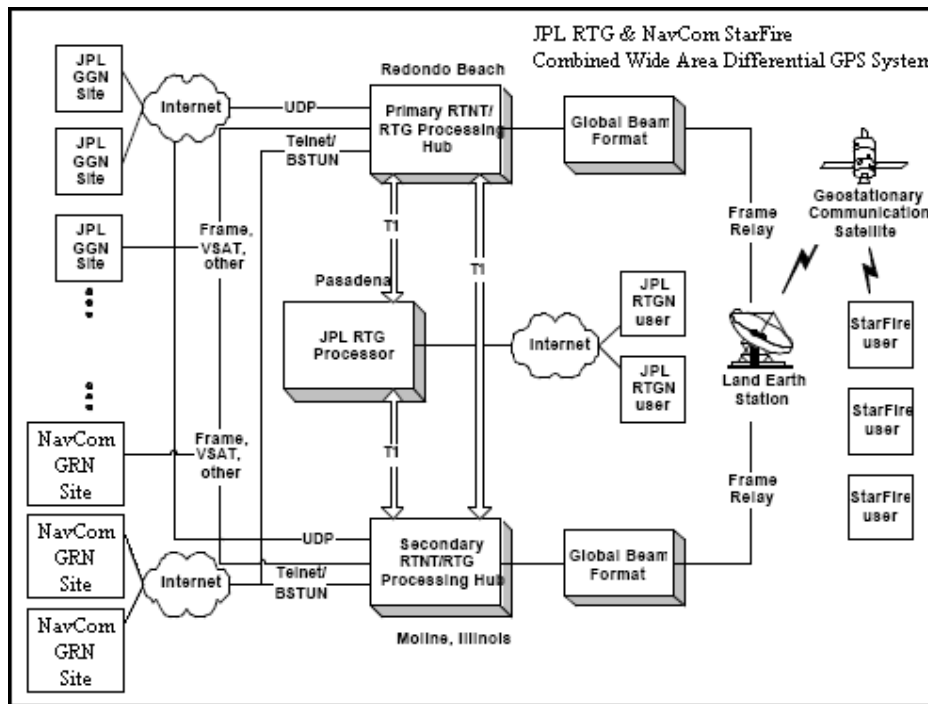 JPL RTG & NavCom StarFire
Combined Wide Area Differential GPS System
JPL
GGN
Site
JPL
GGN
Site
JPL
GGN
Site
Internet
UDP
Telnet/
BSTUN
Frame,
VSAT,
other
Redondo Beach
Primary RTNT/
RTG Processing
Hub
Global Beam
Format
Frame
Relay
Geostationary
Communication
Satellite
T1
T1
Pasadena
JPL RTG
Processor
Internet
JPL
RTGN
user
JPL
RTGN
user
Land Earth
Station
StarFire
user
StarFire
user
StarFire
user
NavCom
GRN
Site
NavCom
GRN
Site
NavCom
GRN
Site
Frame,
VSAT,
other
Internet
UDP
Telnet/
BSTUN
T1
Secondary
RTNT/RTG
Processing Hub
Moline, Illinois
Global Beam
Format
Frame
Relay